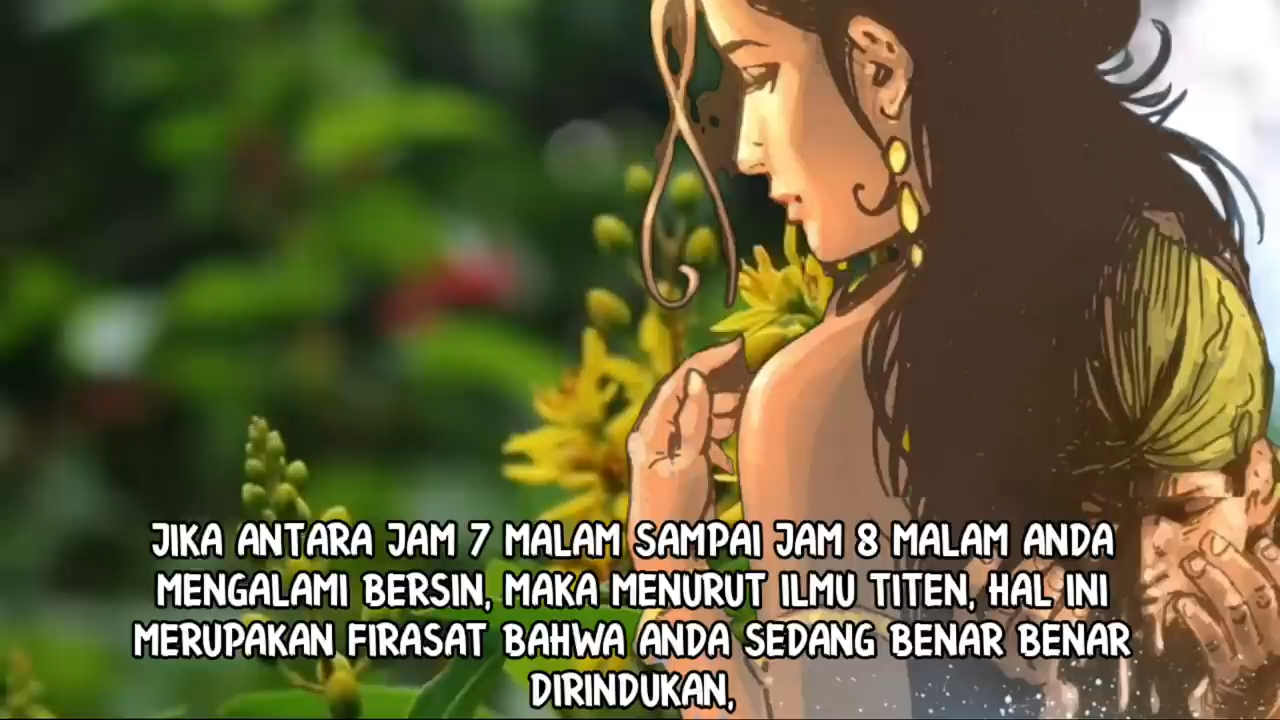 JIKA ANTARA JAM 7 MALAM SAMPAI JAM 8 MALAM ANDA
MENGALAMI BERSIN, MAKA MENURUT ILMU TITEN, HAL INI
MERUPAKAN FIRASAT BAHWA ANDA SEDANG BENAR BENAR
DIRINDUKAN,